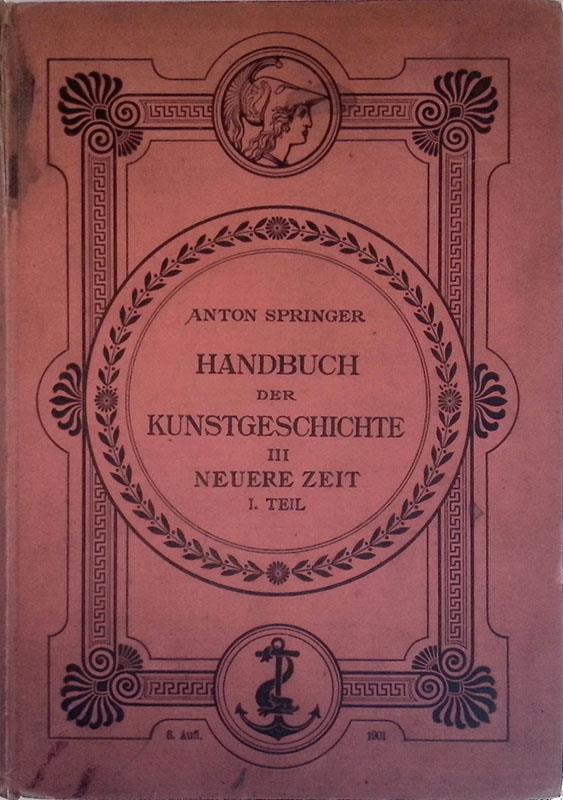 ANTON SPRINGER
HANDBUCH
DER
KUNSTGESCHICHTE
III
NEUERE ZEIT
I. TEIL
6. Aufl. 1901